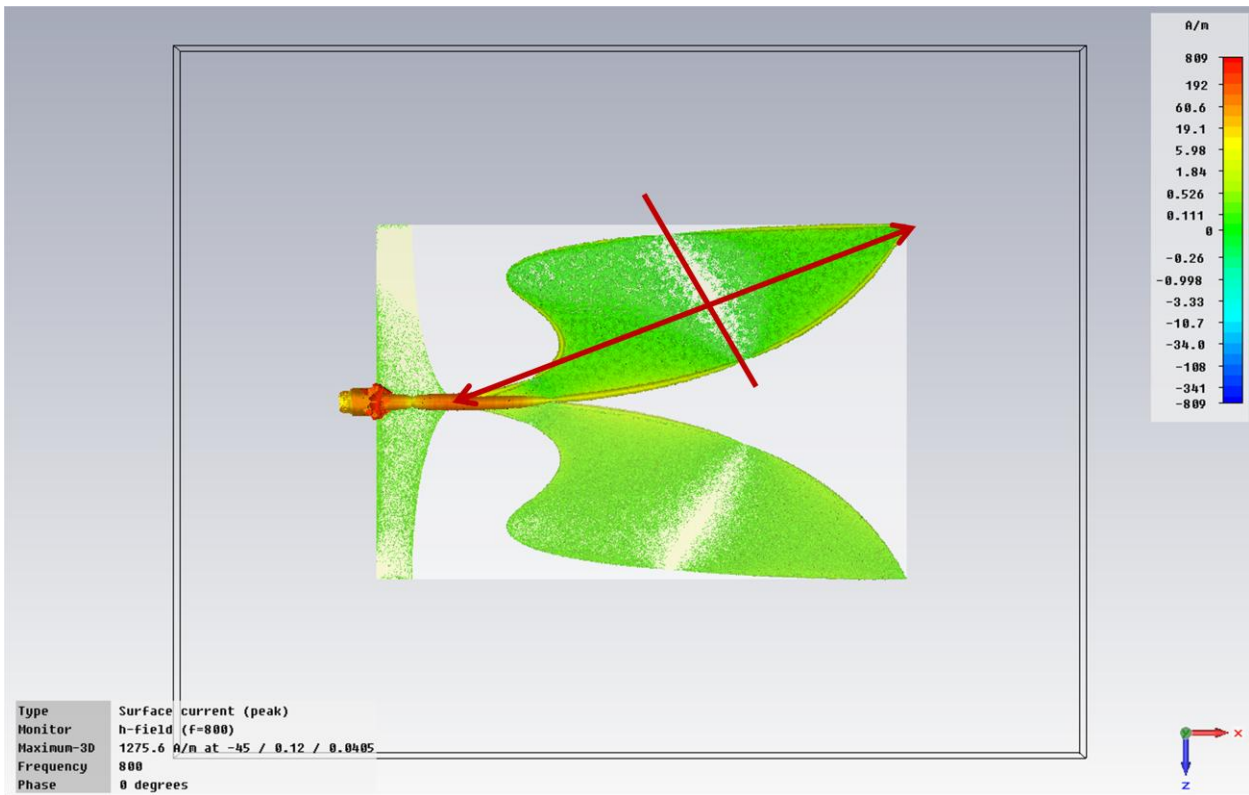 A/m
809
192
60.6
19.1
5.98
1.84
0.526
0.111
0
-0.26
-0.998
-3.33
-10.7
-34.0
-108
-341
-809
Type Surface current (peak)
Monitor h-field (f=800)
Maximum-3D 1275.6 A/m at -45 / 0.12 / 0.0405
Frequency 800
Phase 0 degrees
x
z